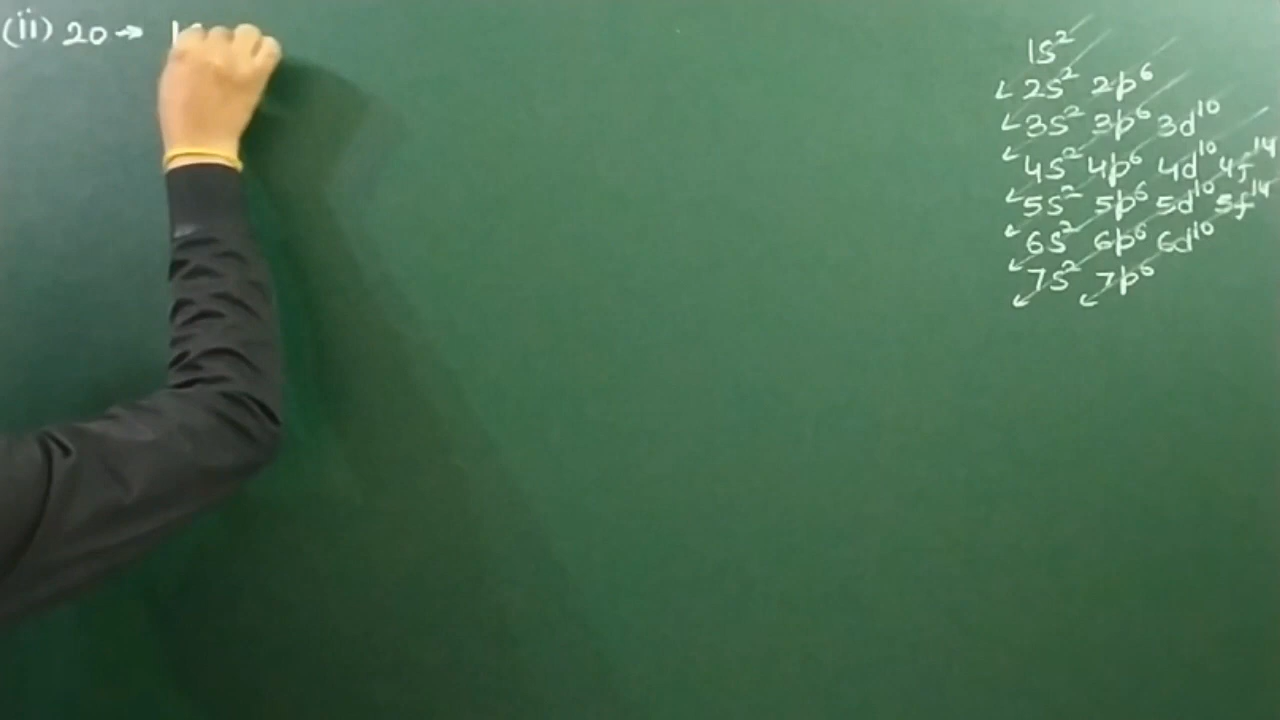 (ii) 20 →
1s²
2s² 2p⁶
3s² 3p⁶ 3d¹⁰
4s² 4p⁶ 4d¹⁰ 4f¹⁴
5s² 5p⁶ 5d¹⁰ 5f¹⁴
6s² 6p⁶ 6d¹⁰
7s² 7p⁶